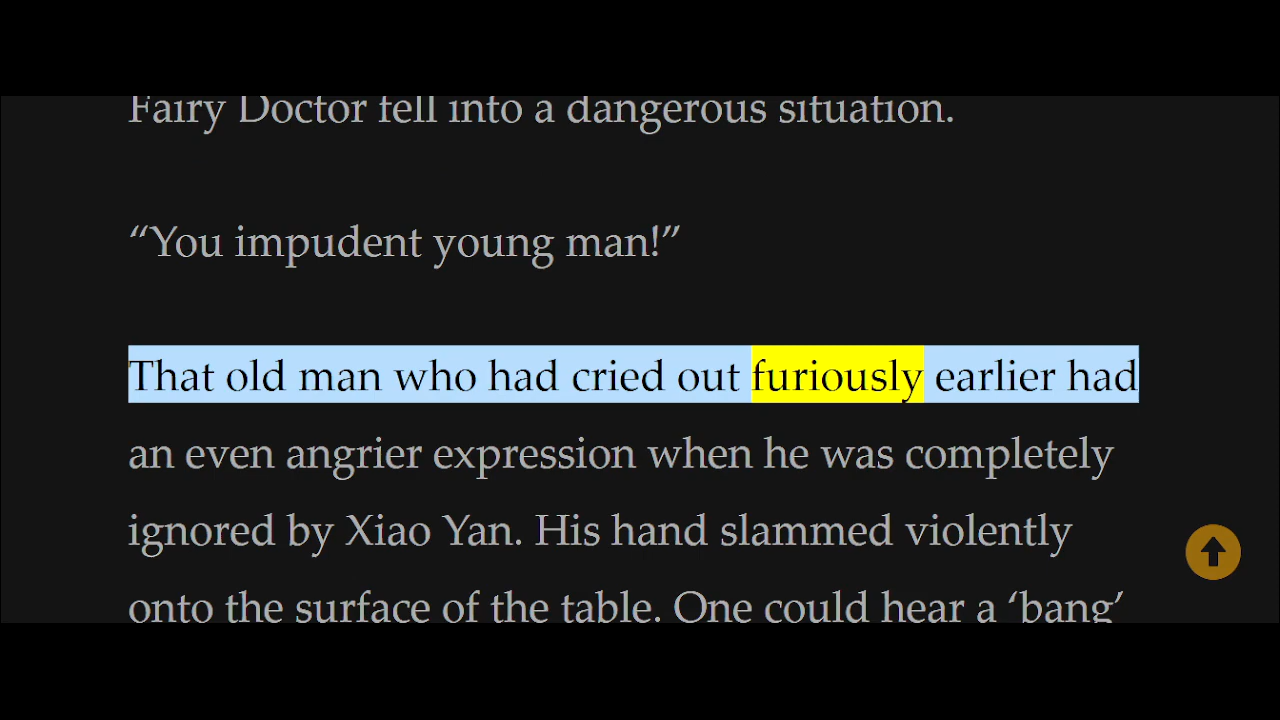 Fairy Doctor fell into a dangerous situation.
“You impudent young man!”
That old man who had cried out furiously earlier had
an even angrier expression when he was completely
ignored by Xiao Yan. His hand slammed violently
onto the surface of the table. One could hear a ‘bang’